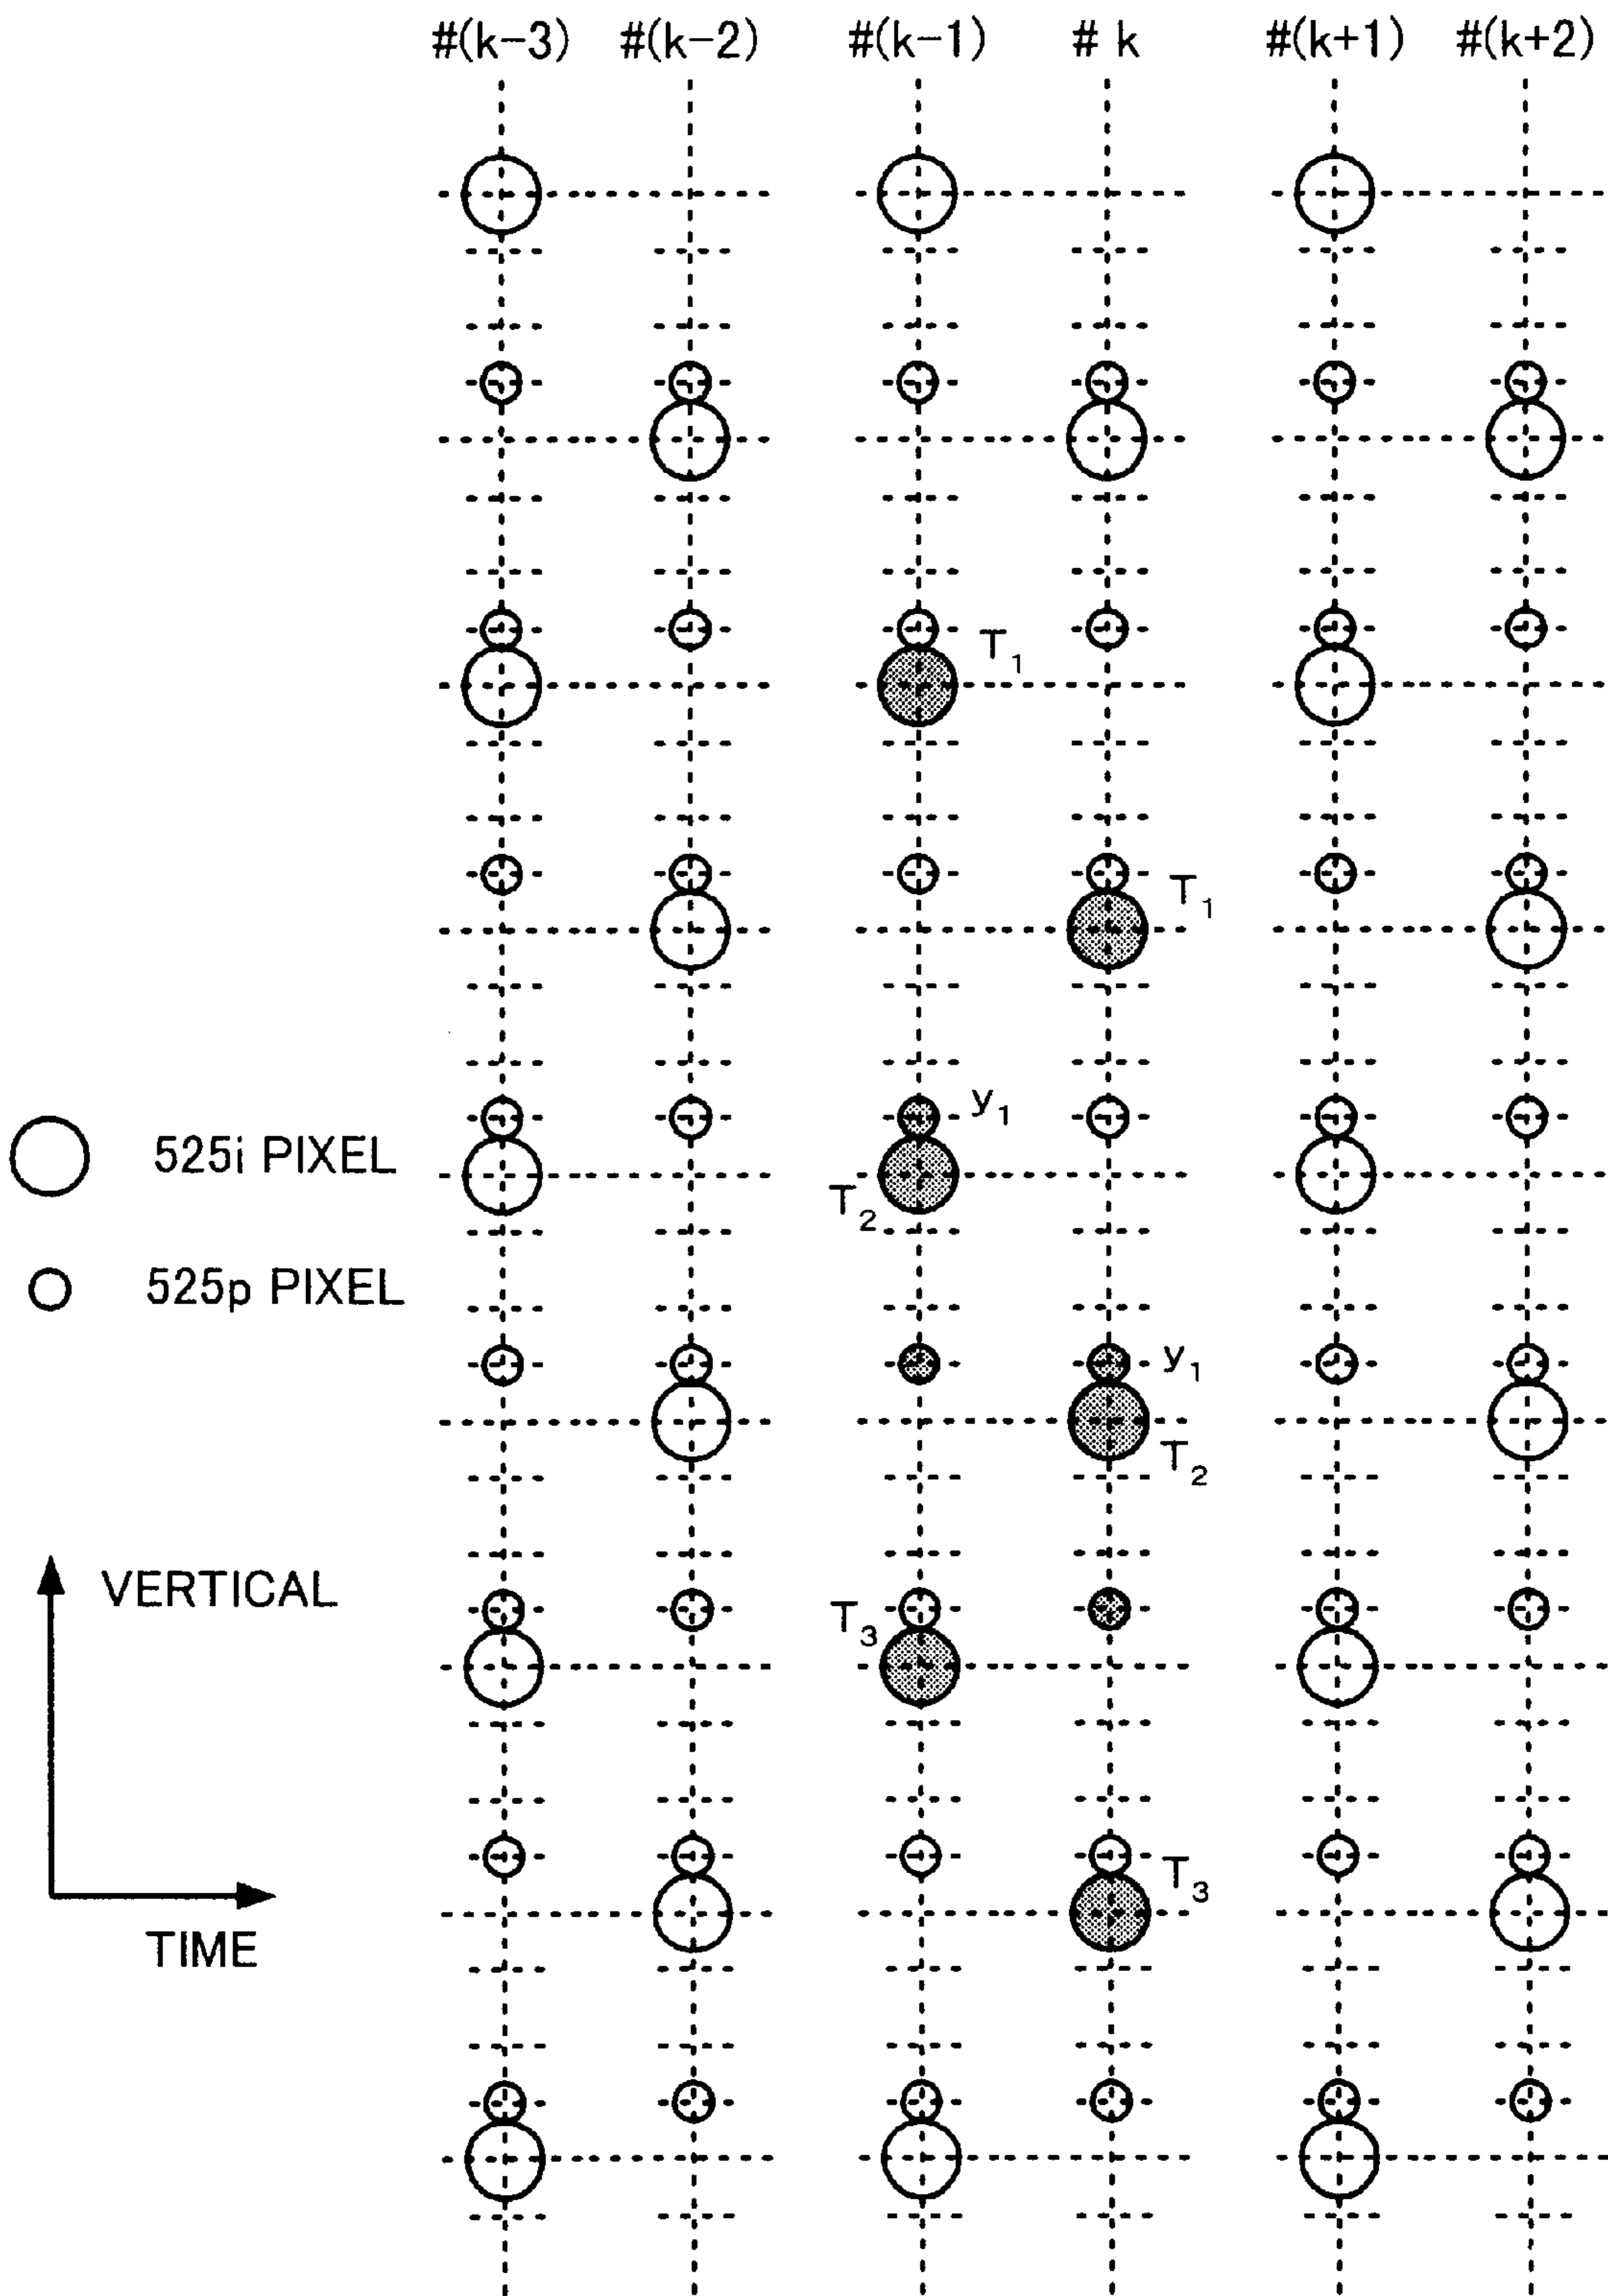 #(k-3) #(k-2) #(k-1) # k #(k+1) #(k+2)
T1
T1
y1
525i PIXEL
T2
525p PIXEL
y1
T2
VERTICAL
T3
T3
TIME